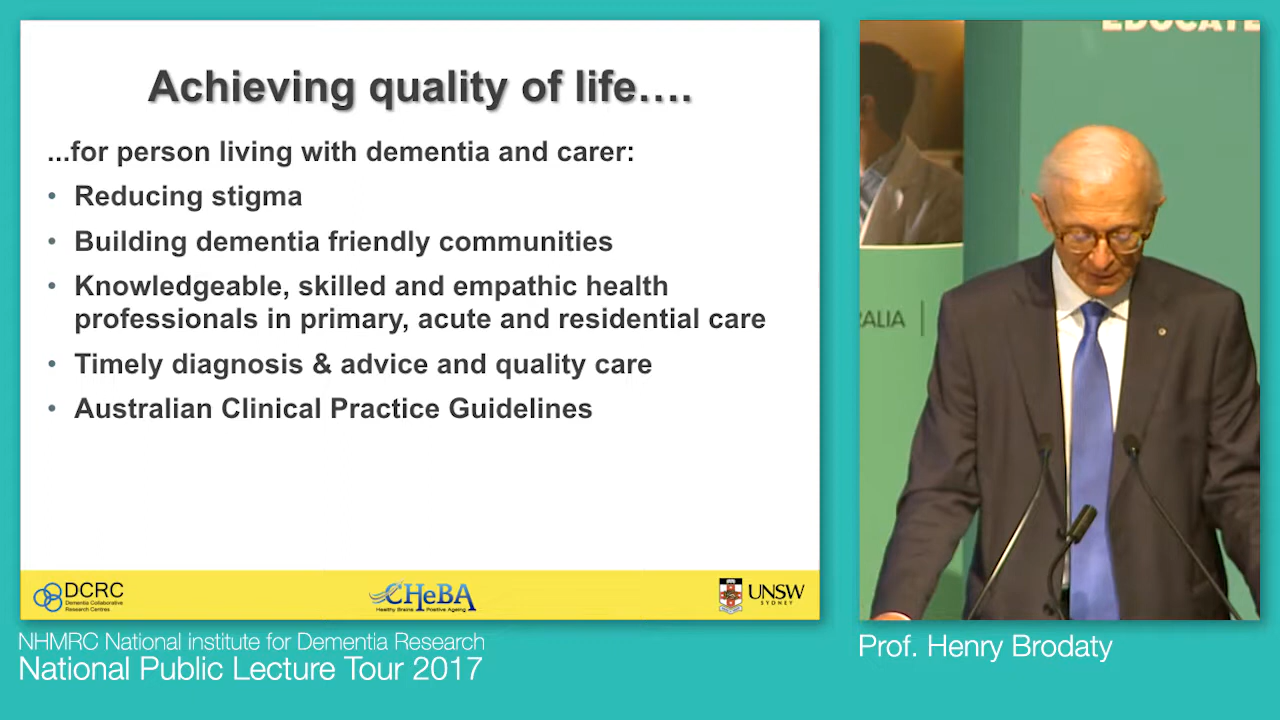 Achieving quality of life….
...for person living with dementia and carer:
• Reducing stigma
• Building dementia friendly communities
• Knowledgeable, skilled and empathic health
professionals in primary, acute and residential care
• Timely diagnosis & advice and quality care
• Australian Clinical Practice Guidelines
DCRC
Dementia Collaborative
Research Centres
CHeBA
Healthy Brains Positive Ageing
UNSW
SYDNEY
NHMRC National institute for Dementia Research
National Public Lecture Tour 2017
EDUCATE
RALIA
Prof. Henry Brodaty